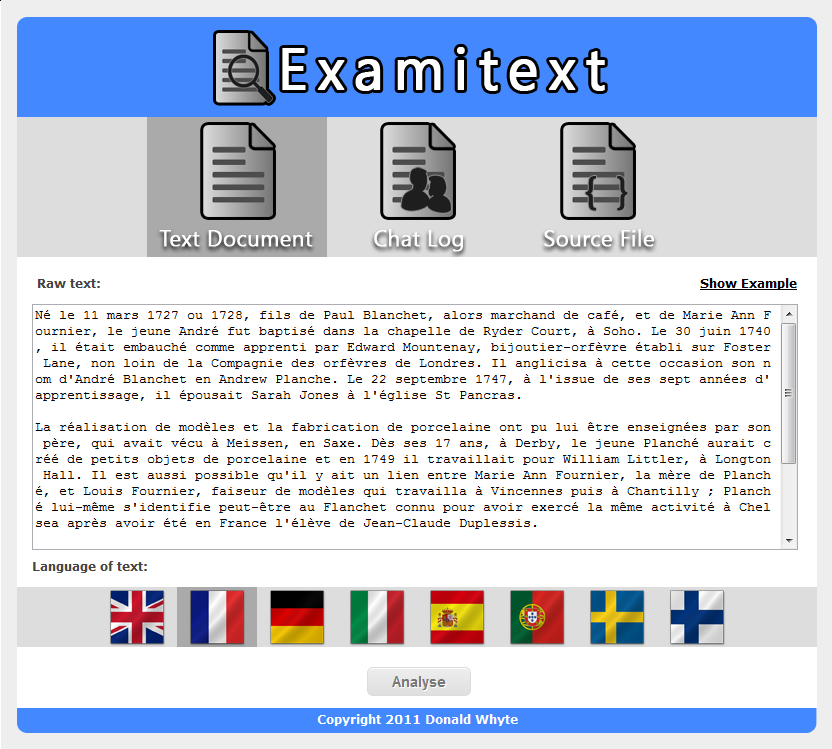 Examitext
Text Document
Chat Log
Source File
Raw text:
Show Example
Né le 11 mars 1727 ou 1728, fils de Paul Blanchet, alors marchand de café, et de Marie Ann F
ournier, le jeune André fut baptisé dans la chapelle de Ryder Court, à Soho. Le 30 juin 1740
, il était embauché comme apprenti par Edward Mountenay, bijoutier-orfèvre établi sur Foster
Lane, non loin de la Compagnie des orfèvres de Londres. Il anglicisa à cette occasion son n
om d'André Blanchet en Andrew Planche. Le 22 septembre 1747, à l'issue de ses sept années d'
apprentissage, il épousait Sarah Jones à l'église St Pancras.
La réalisation de modèles et la fabrication de porcelaine ont pu lui être enseignées par son
père, qui avait vécu à Meissen, en Saxe. Dès ses 17 ans, à Derby, le jeune Planché aurait c
réé de petits objets de porcelaine et en 1749 il travaillait pour William Littler, à Longton
Hall. Il est aussi possible qu'il y ait un lien entre Marie Ann Fournier, la mère de Planch
é, et Louis Fournier, faiseur de modèles qui travailla à Vincennes puis à Chantilly ; Planch
é lui-même s'identifie peut-être au Flanchet connu pour avoir exercé la même activité à Chel
sea après avoir été en France l'élève de Jean-Claude Duplessis.
Language of text:
Analyse
Copyright 2011 Donald Whyte